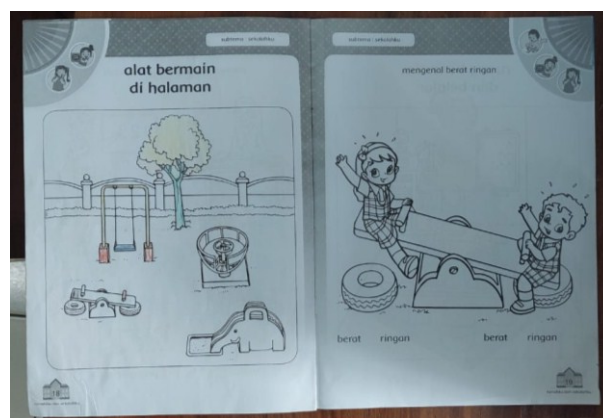 subtema : sekolahku
alat bermain
di halaman
subtema : sekolahku
mengenal berat ringan
berat ringan
berat ringan